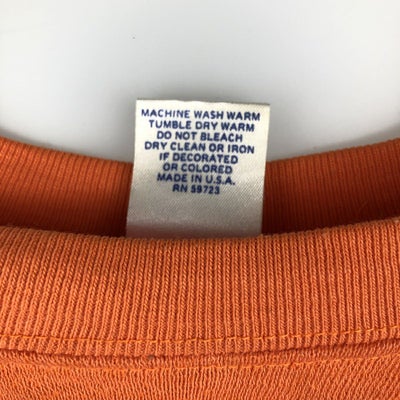 MACHINE WASH WARM
TUMBLE DRY WARM
DO NOT BLEACH
DRY CLEAN OR IRON
IF DECORATED
OR COLORED
MADE IN U.S.A.
RN 59723